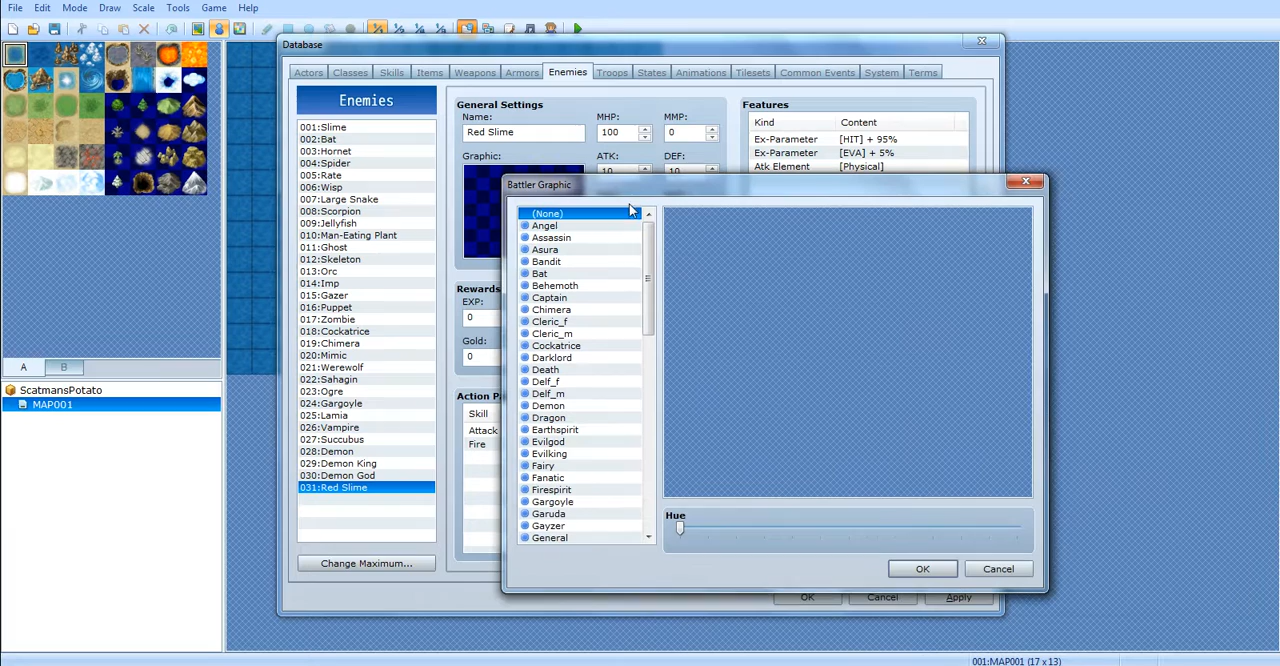 File Edit Mode Draw Scale Tools Game Help
Database
Actors Classes Skills Items Weapons Armors Enemies Troops States Animations Tilesets Common Events System Terms
Enemies
001:Slime
002:Bat
003:Hornet
004:Spider
005:Rate
006:Wisp
007:Large Snake
008:Scorpion
009:Jellyfish
010:Man-Eating Plant
011:Ghost
012:Skeleton
013:Orc
014:Imp
015:Gazer
016:Puppet
017:Zombie
018:Cockatrice
019:Chimera
020:Mimic
021:Werewolf
022:Sahagin
023:Ogre
024:Gargoyle
025:Lamia
026:Vampire
027:Succubus
028:Demon
029:Demon King
030:Demon God
031:Red Slime
Change Maximum...
General Settings
Name: MHP: MMP:
Red Slime 100 0
Graphic: ATK: DEF:
10 10
Features
Kind Content
Ex-Parameter [HIT] + 95%
Ex-Parameter [EVA] + 5%
Atk Element [Physical]
Rewards
EXP:
0
Gold:
0
Action Pa
Skill
Attack
Fire
Battler Graphic
(None)
Angel
Assassin
Asura
Bandit
Bat
Behemoth
Captain
Chimera
Cleric_f
Cleric_m
Cockatrice
Darklord
Death
Delf_f
Delf_m
Demon
Dragon
Earthspirit
Evilgod
Evilking
Fairy
Fanatic
Firespirit
Gargoyle
Garuda
Gayzer
General
Hue
OK Cancel
OK Cancel Apply
A B
ScatmansPotato
MAP001
001:MAP001 (17 x 13)